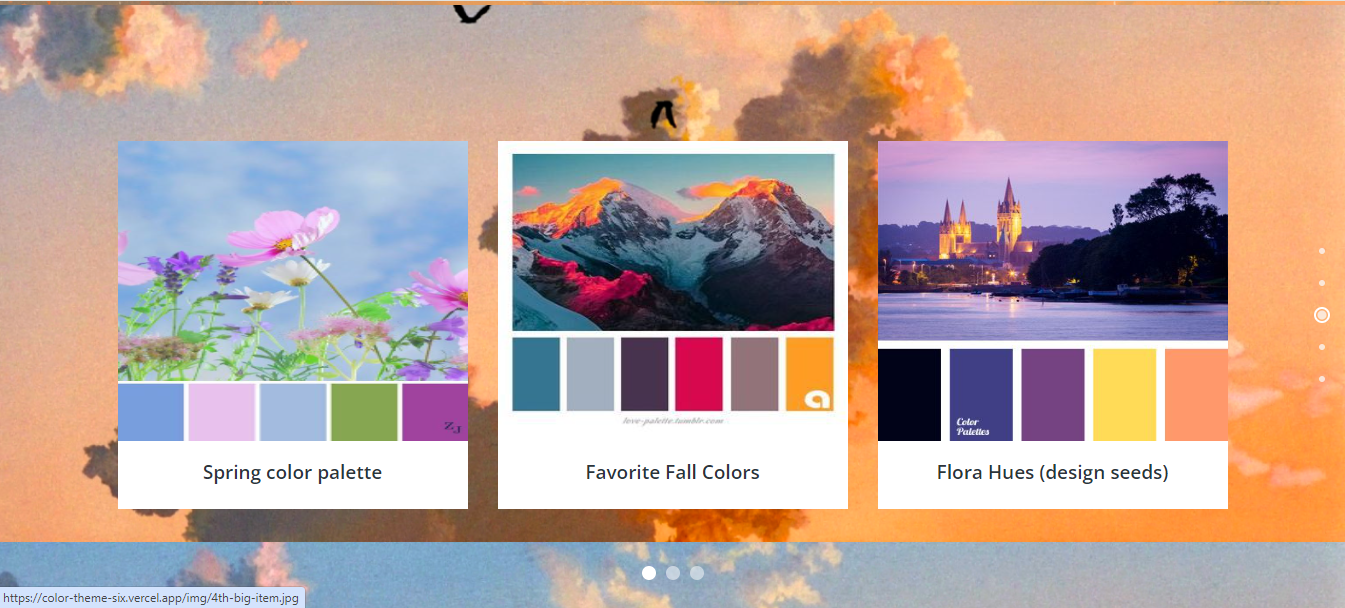 ZJ
a
love-palette.tumblr.com
Color
Palettes
Spring color palette
Favorite Fall Colors
Flora Hues (design seeds)
https://color-theme-six.vercel.app/img/4th-big-item.jpg